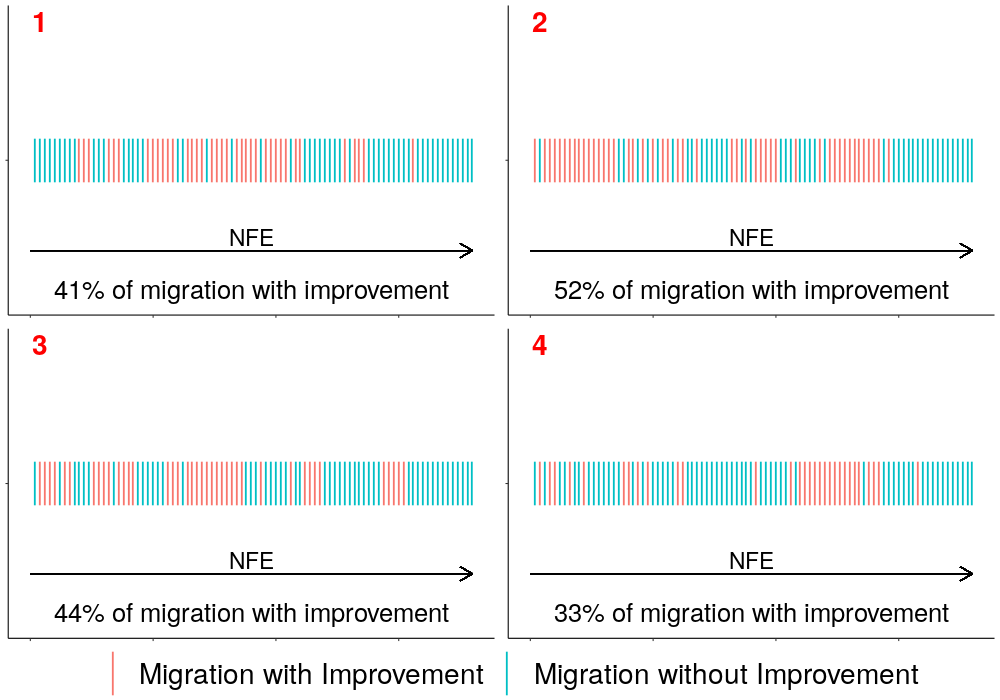 1
NFE
41% of migration with improvement
2
NFE
52% of migration with improvement
3
NFE
44% of migration with improvement
4
NFE
33% of migration with improvement
Migration with Improvement
Migration without Improvement